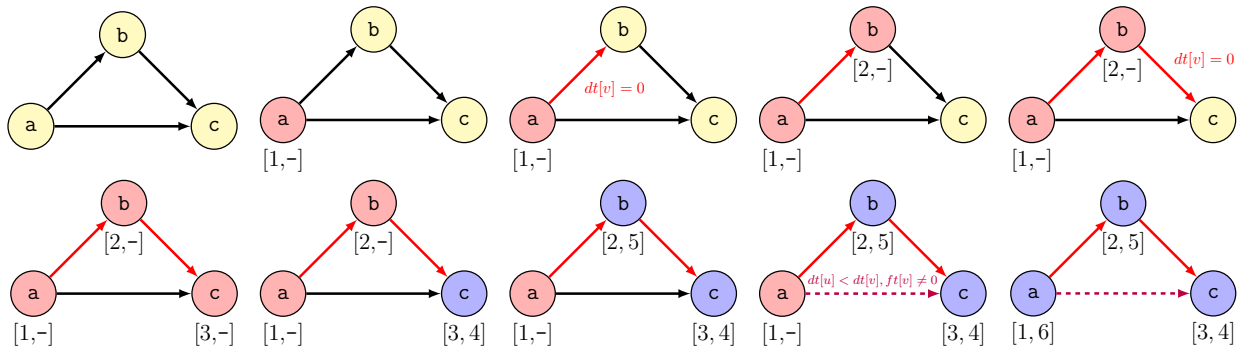 b
a
c
b
a
c
[1,-]
b
dt[v] = 0
a
c
[1,-]
b
[2,-]
a
c
[1,-]
b
[2,-]
dt[v] = 0
a
c
[1,-]
b
[2,-]
a
c
[1,-]
[3,-]
b
[2,-]
a
c
[1,-]
[3, 4]
b
[2, 5]
a
c
[1,-]
[3, 4]
b
[2, 5]
dt[u] < dt[v], ft[v] ≠ 0
a
c
[1,-]
[3, 4]
b
[2, 5]
a
c
[1, 6]
[3, 4]